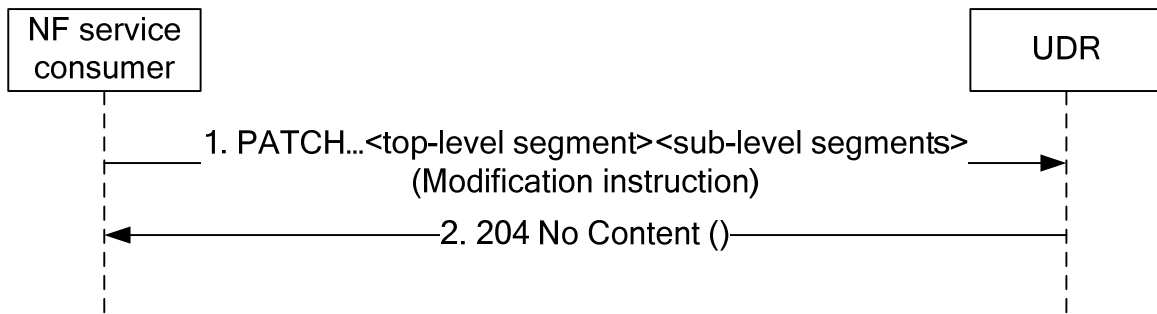 NF service
consumer
UDR
1. PATCH...<top-level segment><sub-level segments>
(Modification instruction)
2. 204 No Content ()